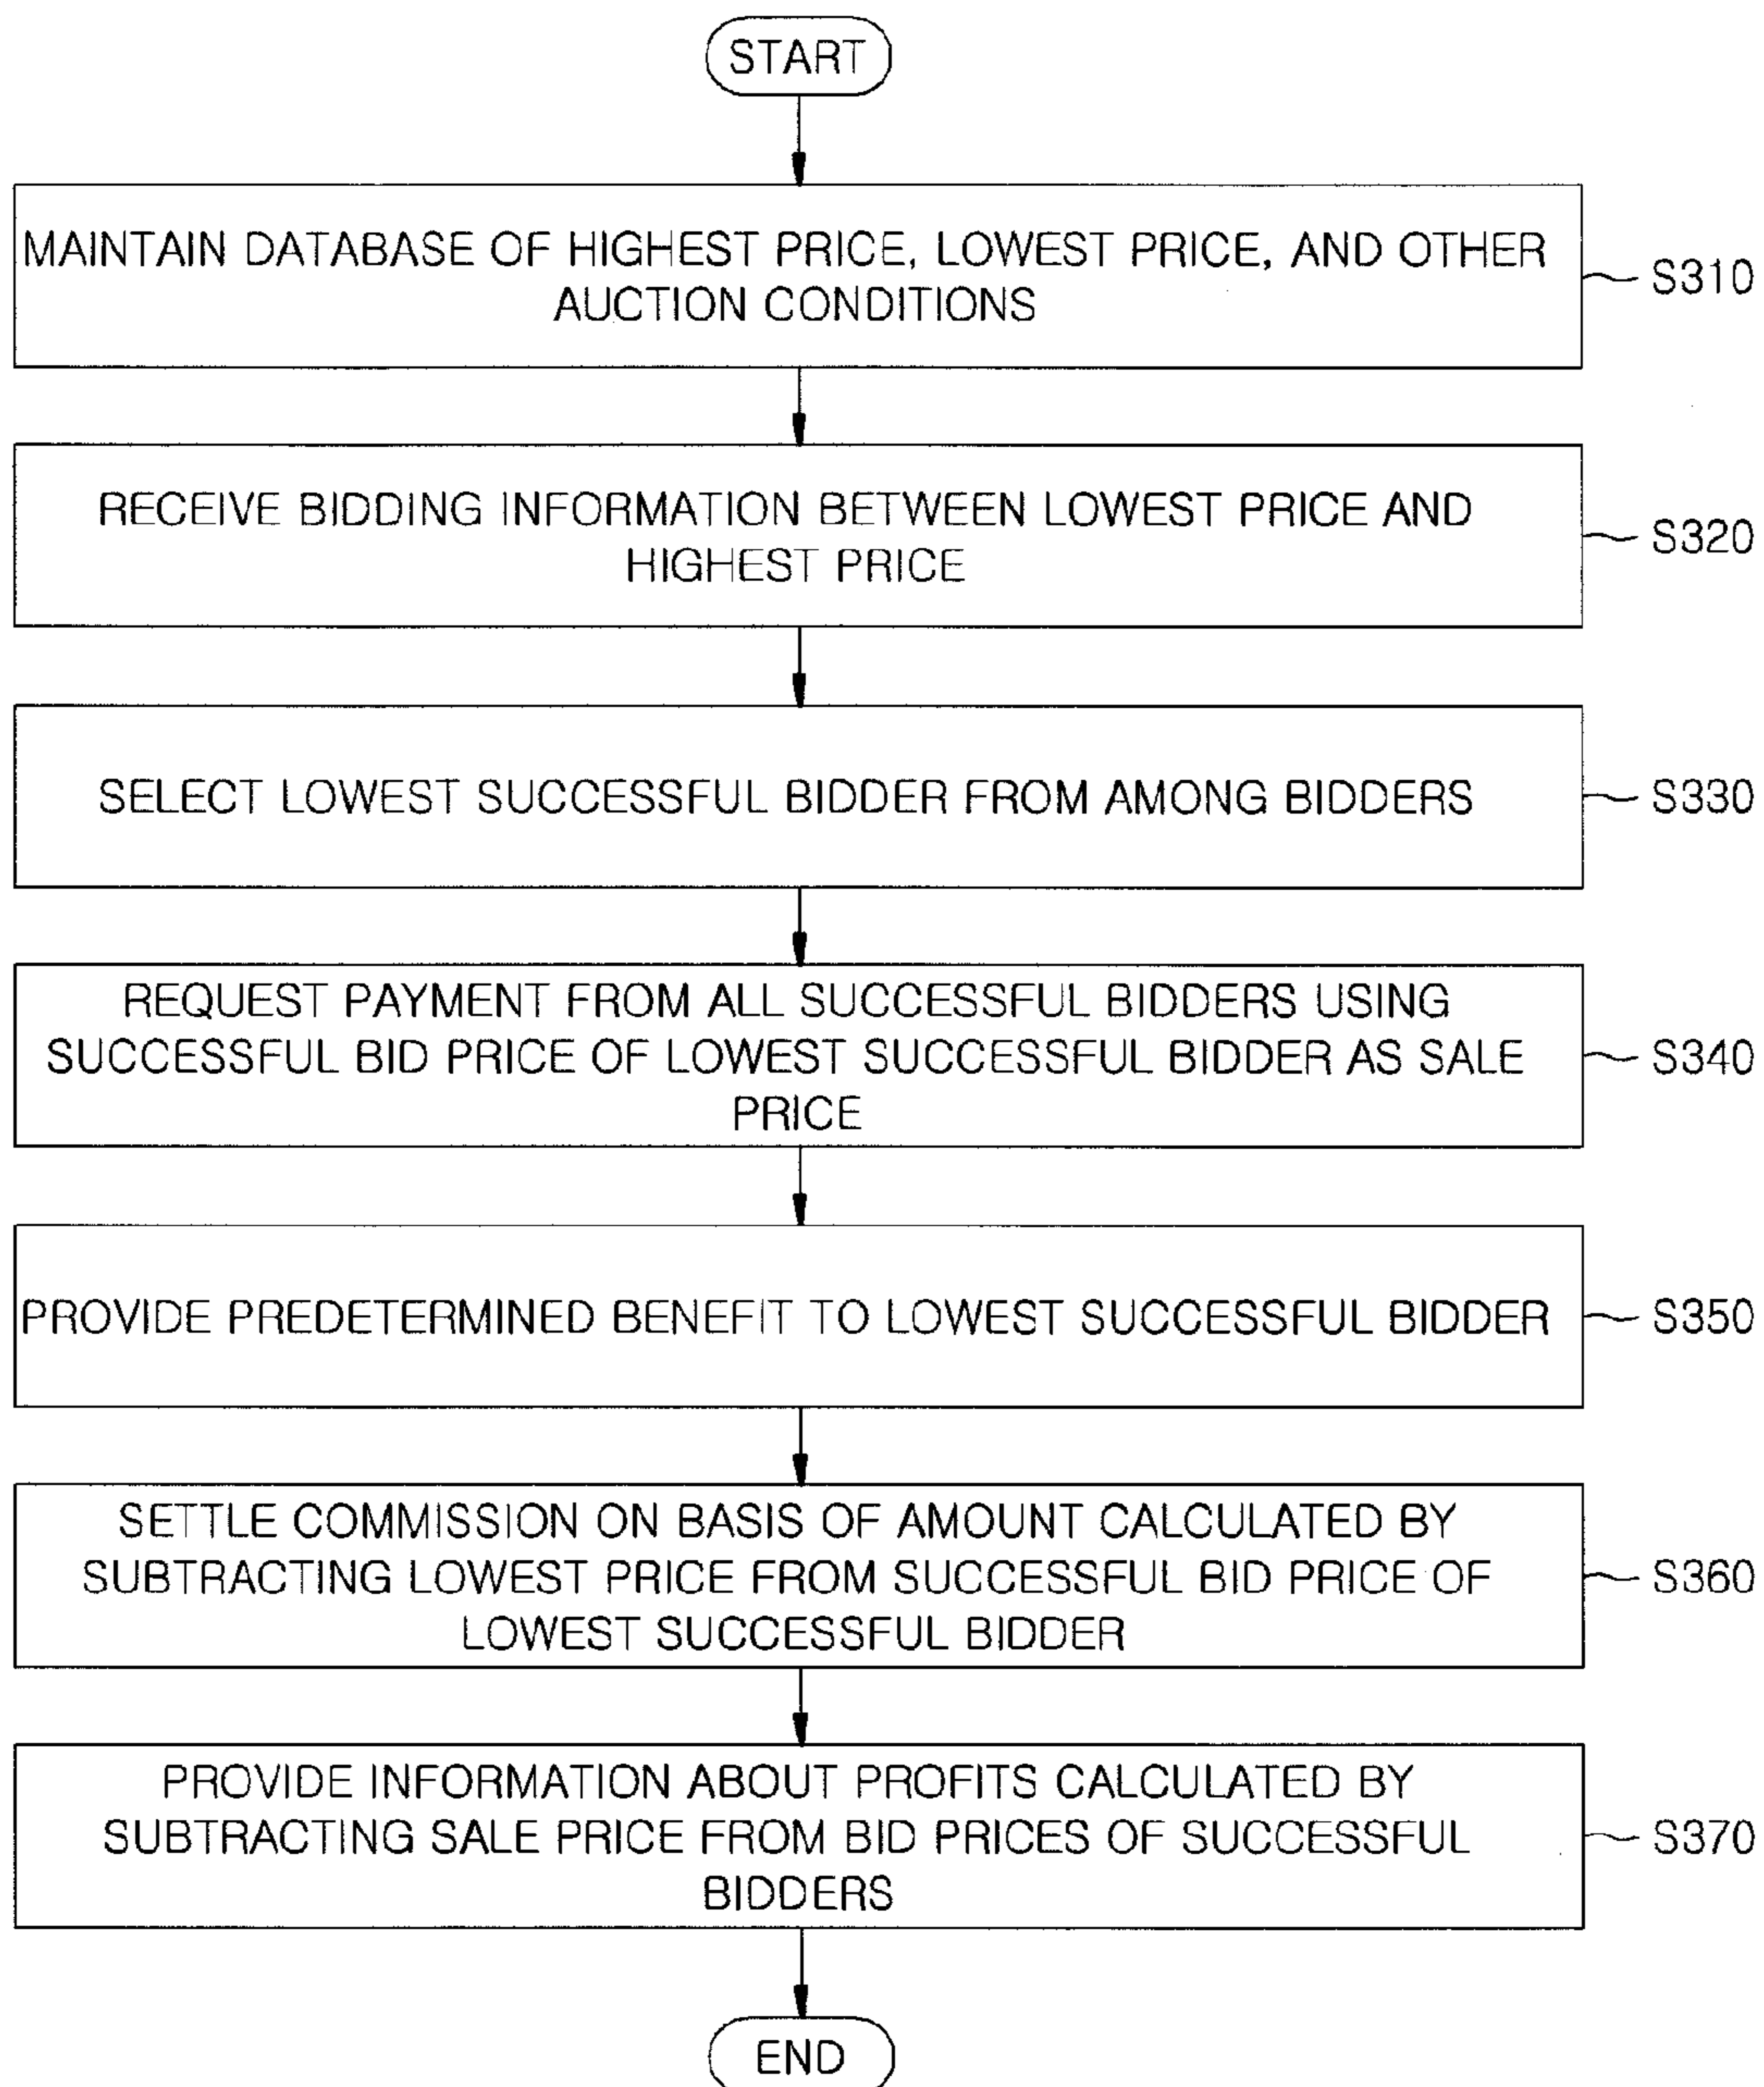 START
MAINTAIN DATABASE OF HIGHEST PRICE, LOWEST PRICE, AND OTHER
AUCTION CONDITIONS
S310
RECEIVE BIDDING INFORMATION BETWEEN LOWEST PRICE AND
HIGHEST PRICE
S320
SELECT LOWEST SUCCESSFUL BIDDER FROM AMONG BIDDERS
S330
REQUEST PAYMENT FROM ALL SUCCESSFUL BIDDERS USING
SUCCESSFUL BID PRICE OF LOWEST SUCCESSFUL BIDDER AS SALE
PRICE
S340
PROVIDE PREDETERMINED BENEFIT TO LOWEST SUCCESSFUL BIDDER
S350
SETTLE COMMISSION ON BASIS OF AMOUNT CALCULATED BY
SUBTRACTING LOWEST PRICE FROM SUCCESSFUL BID PRICE OF
LOWEST SUCCESSFUL BIDDER
S360
PROVIDE INFORMATION ABOUT PROFITS CALCULATED BY
SUBTRACTING SALE PRICE FROM BID PRICES OF SUCCESSFUL
BIDDERS
S370
END